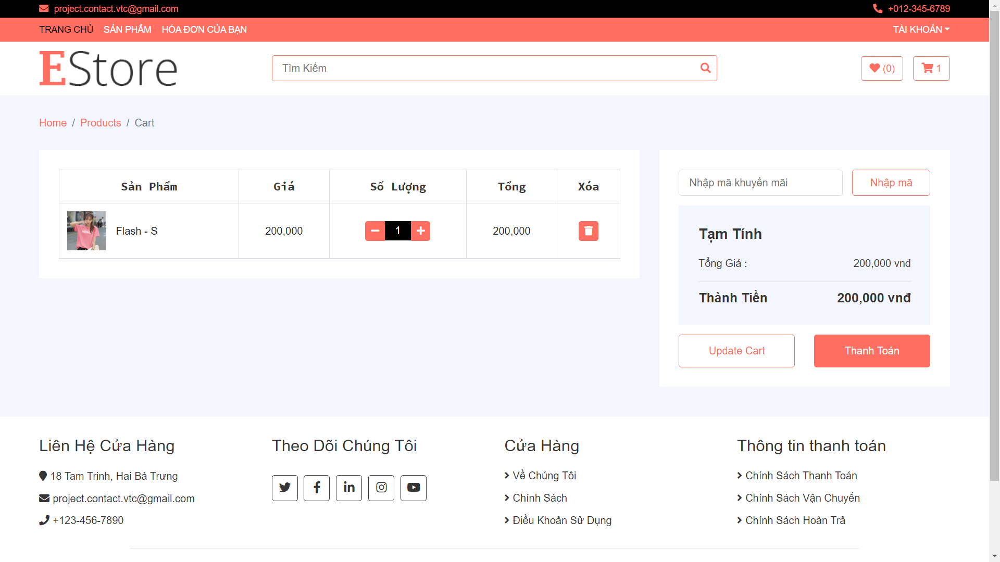 project.contact.vtc@gmail.com
+012-345-6789
TRANG CHỦ SẢN PHẨM HÓA ĐƠN CỦA BẠN
TÀI KHOẢN
EStore
Tìm Kiếm
(0)
1
Home / Products / Cart
Sản Phẩm Giá Số Lượng Tổng Xóa
Flash - S 200,000 1 200,000
Nhập mã khuyến mãi
Nhập mã
Tạm Tính
Tổng Giá : 200,000 vnđ
Thành Tiền 200,000 vnđ
Update Cart
Thanh Toán
Liên Hệ Cửa Hàng
18 Tam Trinh, Hai Bà Trưng
project.contact.vtc@gmail.com
+123-456-7890
Theo Dõi Chúng Tôi
Cửa Hàng
Về Chúng Tôi
Chính Sách
Điều Khoản Sử Dụng
Thông tin thanh toán
Chính Sách Thanh Toán
Chính Sách Vận Chuyển
Chính Sách Hoàn Trả